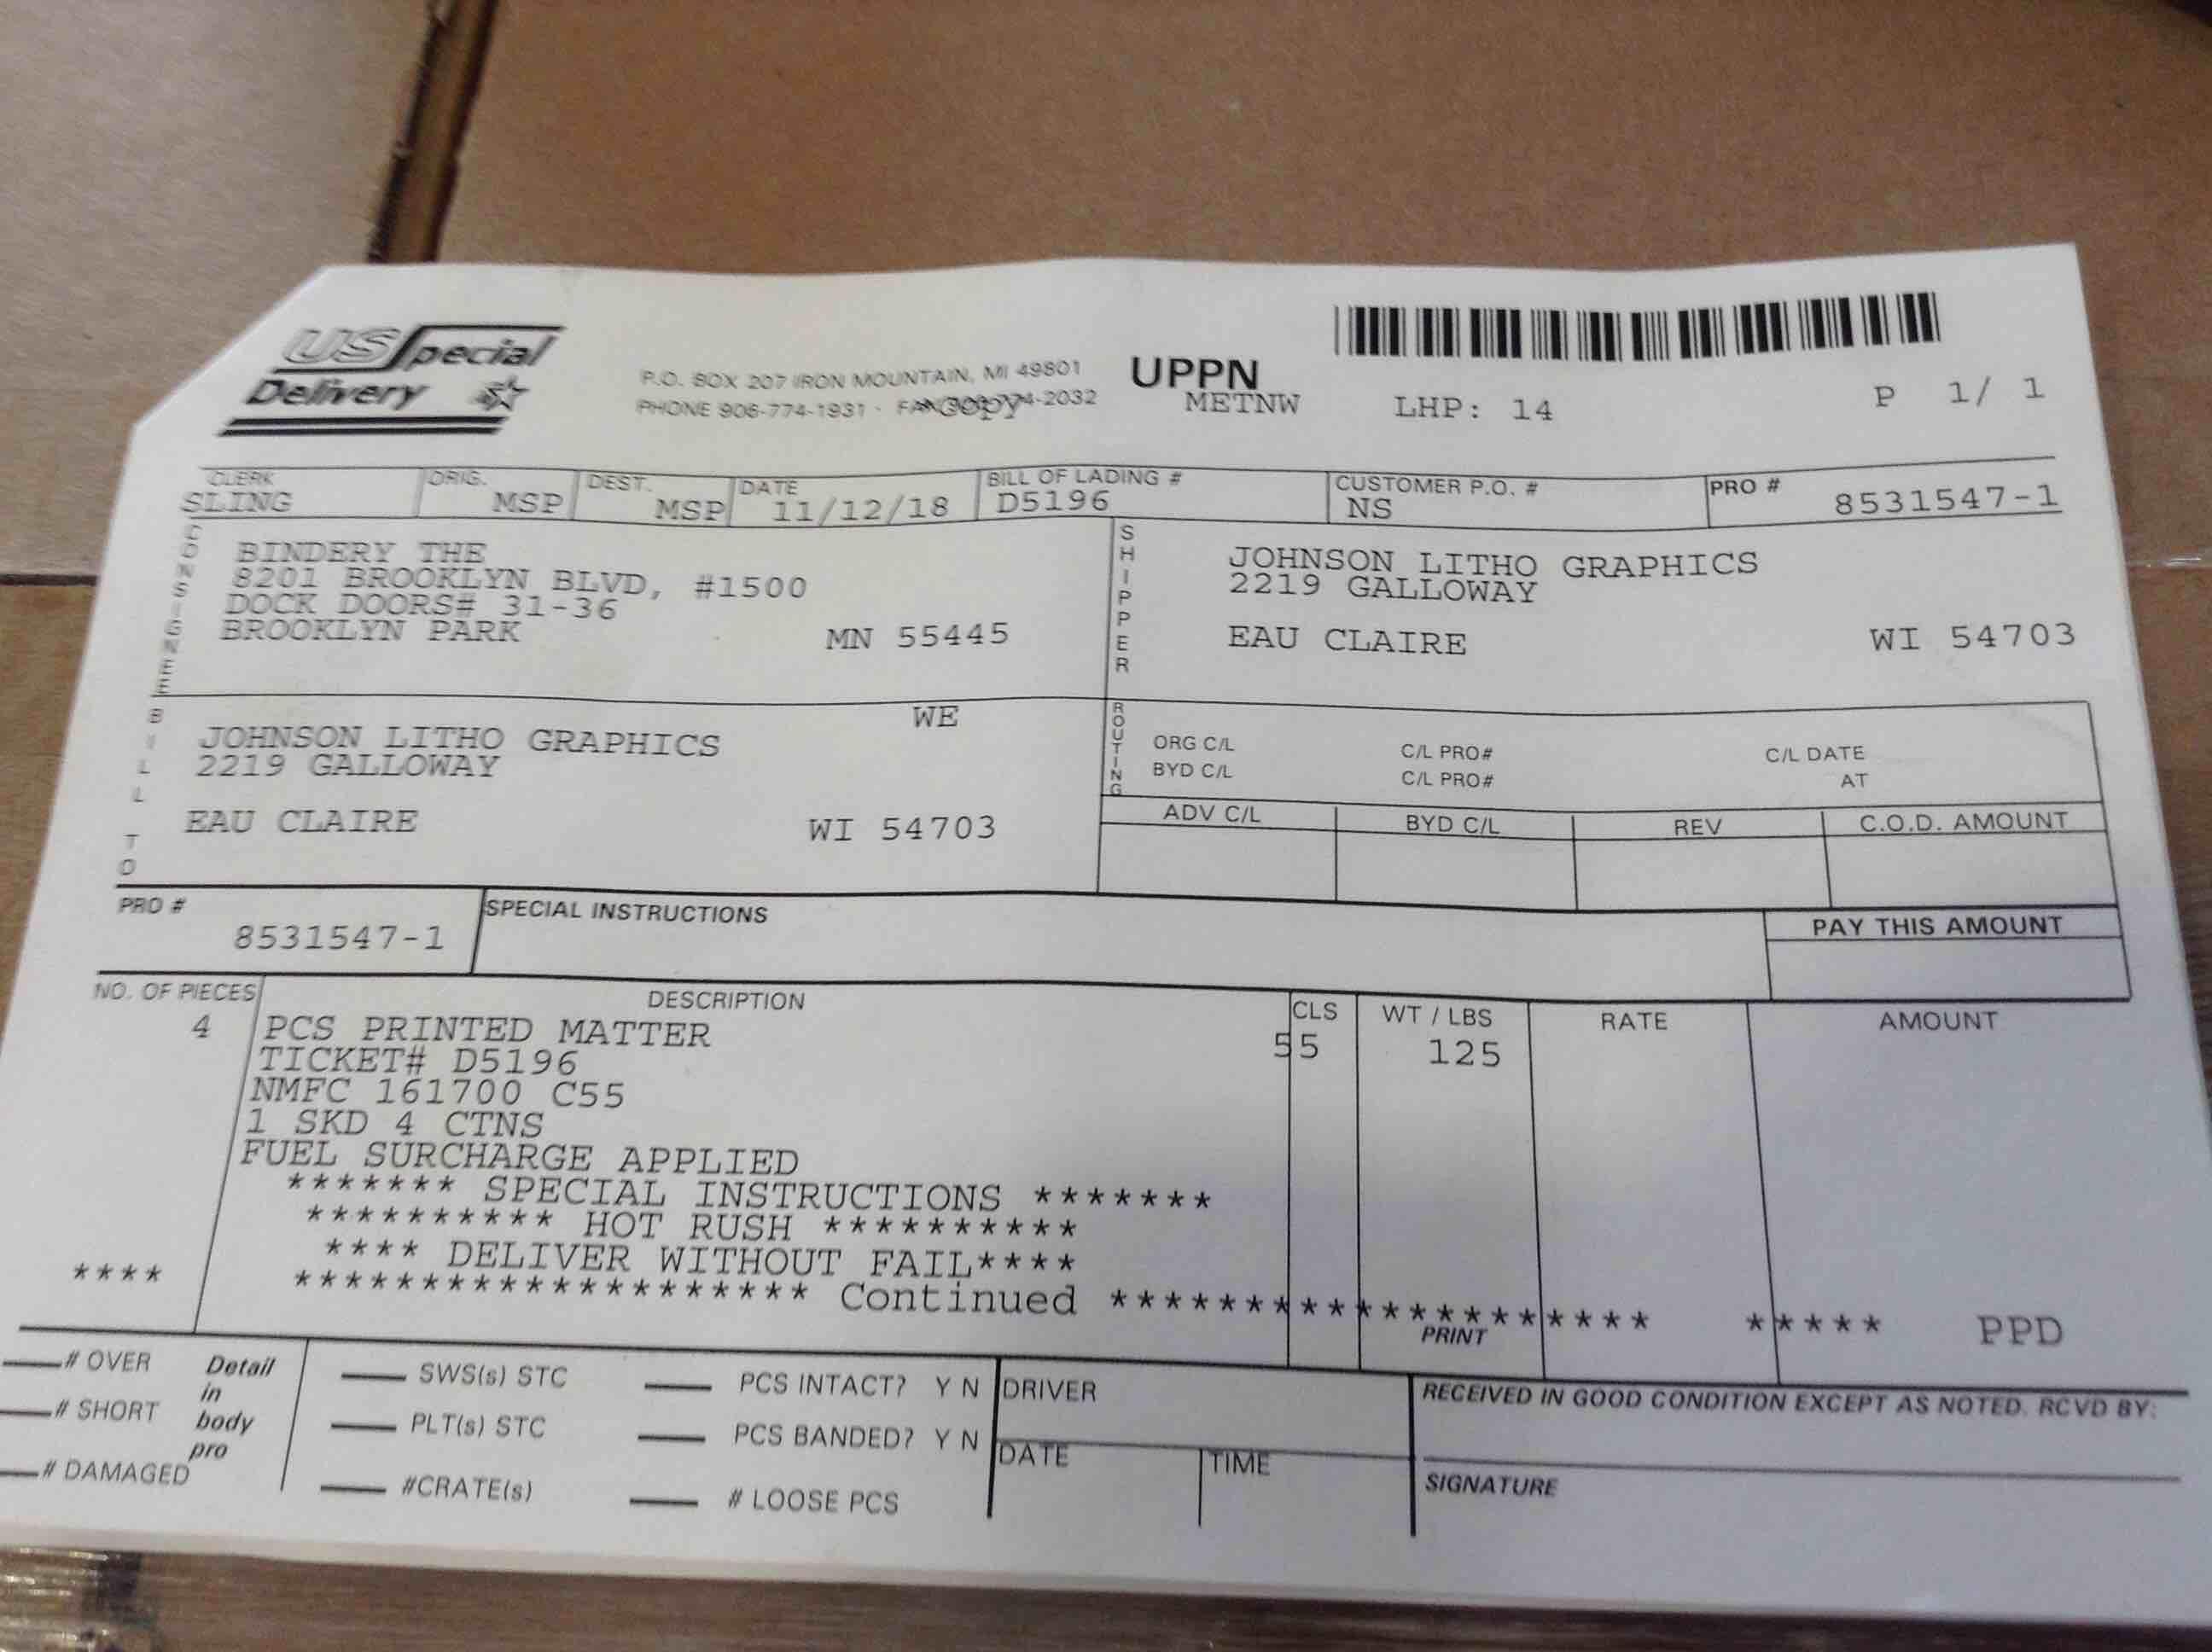 USSpecial
Delivery
P.O. BOX 207 IRON MOUNTAIN, MI 49801
PHONE 906-774-1931 · Copy 4-2032
UPPN
METNW
LHP: 14
P 1/ 1
CLERK
SLING
ORIG.
MSP
DEST.
MSP
DATE
11/12/18
BILL OF LADING #
D5196
CUSTOMER P.O. #
NS
PRO #
8531547-1
CONSIGNEE
BINDERY THE
8201 BROOKLYN BLVD, #1500
DOCK DOORS# 31-36
BROOKLYN PARK MN 55445
SHIPPER
JOHNSON LITHO GRAPHICS
2219 GALLOWAY
EAU CLAIRE WI 54703
BILL TO
WE
JOHNSON LITHO GRAPHICS
2219 GALLOWAY
EAU CLAIRE WI 54703
ROUTING
ORG C/L C/L PRO# C/L DATE
BYD C/L C/L PRO# AT
ADV C/L BYD C/L REV C.O.D. AMOUNT
PRO #
8531547-1
SPECIAL INSTRUCTIONS
PAY THIS AMOUNT
NO. OF PIECES DESCRIPTION CLS WT / LBS RATE AMOUNT
4 PCS PRINTED MATTER 55 125
TICKET# D5196
NMFC 161700 C55
1 SKD 4 CTNS
FUEL SURCHARGE APPLIED
******* SPECIAL INSTRUCTIONS *******
********** HOT RUSH **********
**** DELIVER WITHOUT FAIL****
**** ******************** Continued ********************* ***** PPD
PRINT
# OVER
# SHORT
# DAMAGED
Detail
in
body
pro
SWS(s) STC
PLT(s) STC
#CRATE(s)
PCS INTACT? Y N
PCS BANDED? Y N
# LOOSE PCS
DRIVER
DATE
TIME
RECEIVED IN GOOD CONDITION EXCEPT AS NOTED. RCVD BY:
SIGNATURE